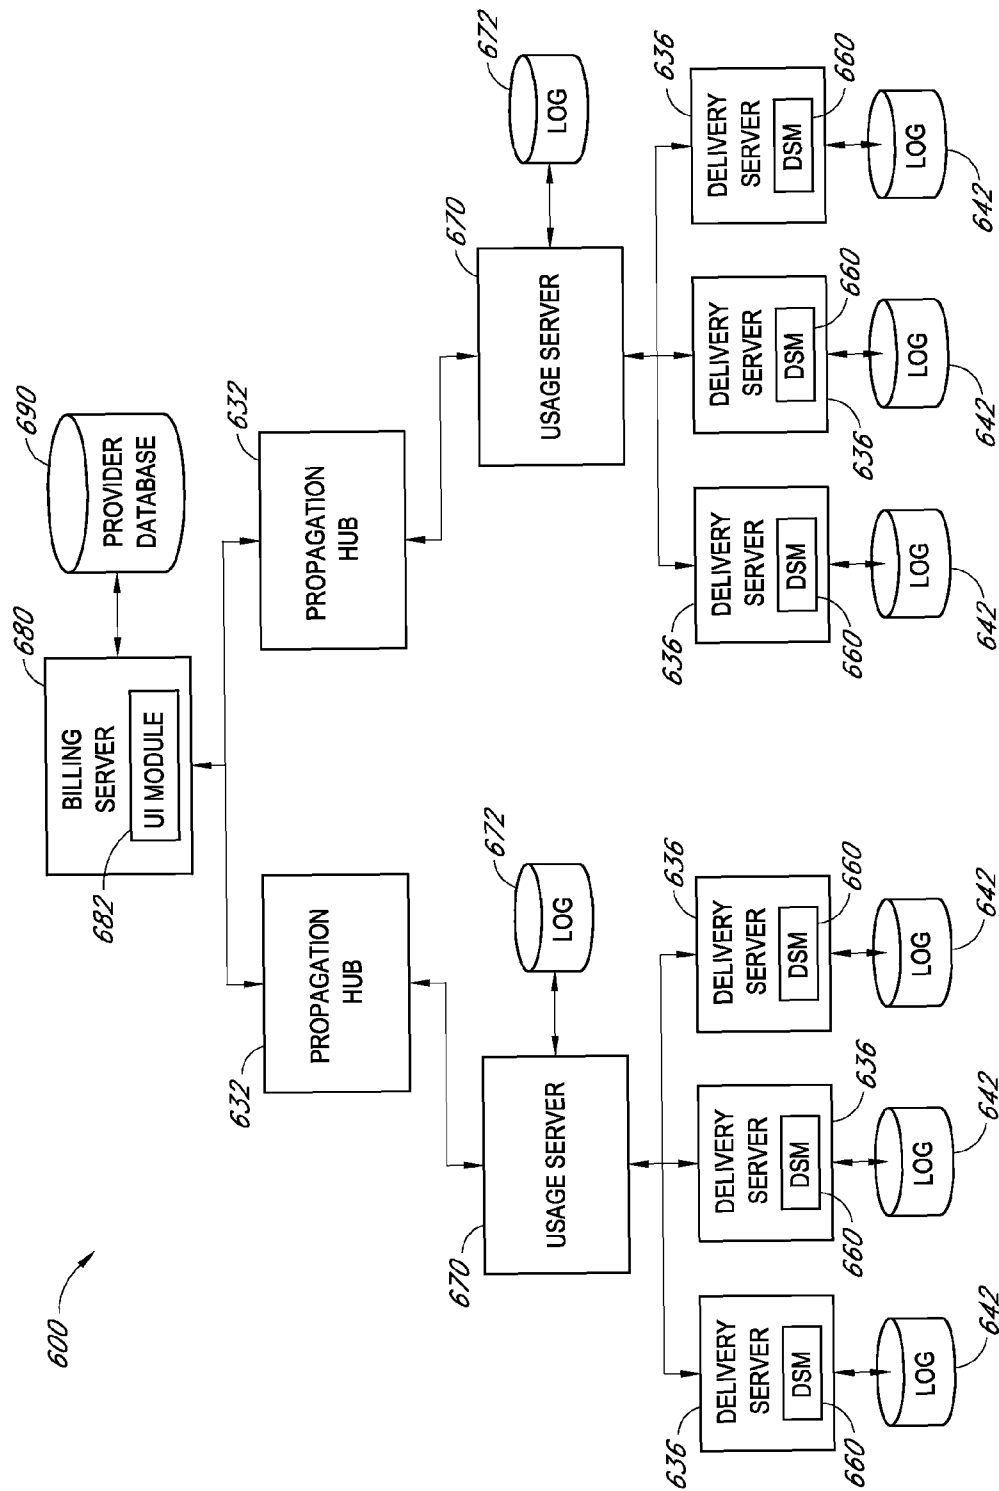 600
680
BILLING
SERVER
UI MODULE
682
690
PROVIDER
DATABASE
632
PROPAGATION
HUB
632
PROPAGATION
HUB
670
USAGE SERVER
672
LOG
670
USAGE SERVER
672
LOG
636
DELIVERY
SERVER
DSM
660
LOG
642
636
DELIVERY
SERVER
DSM
660
LOG
642
636
DELIVERY
SERVER
DSM
660
LOG
642
636
DELIVERY
SERVER
DSM
660
LOG
642
636
DELIVERY
SERVER
DSM
660
LOG
642
636
DELIVERY
SERVER
DSM
660
LOG
642